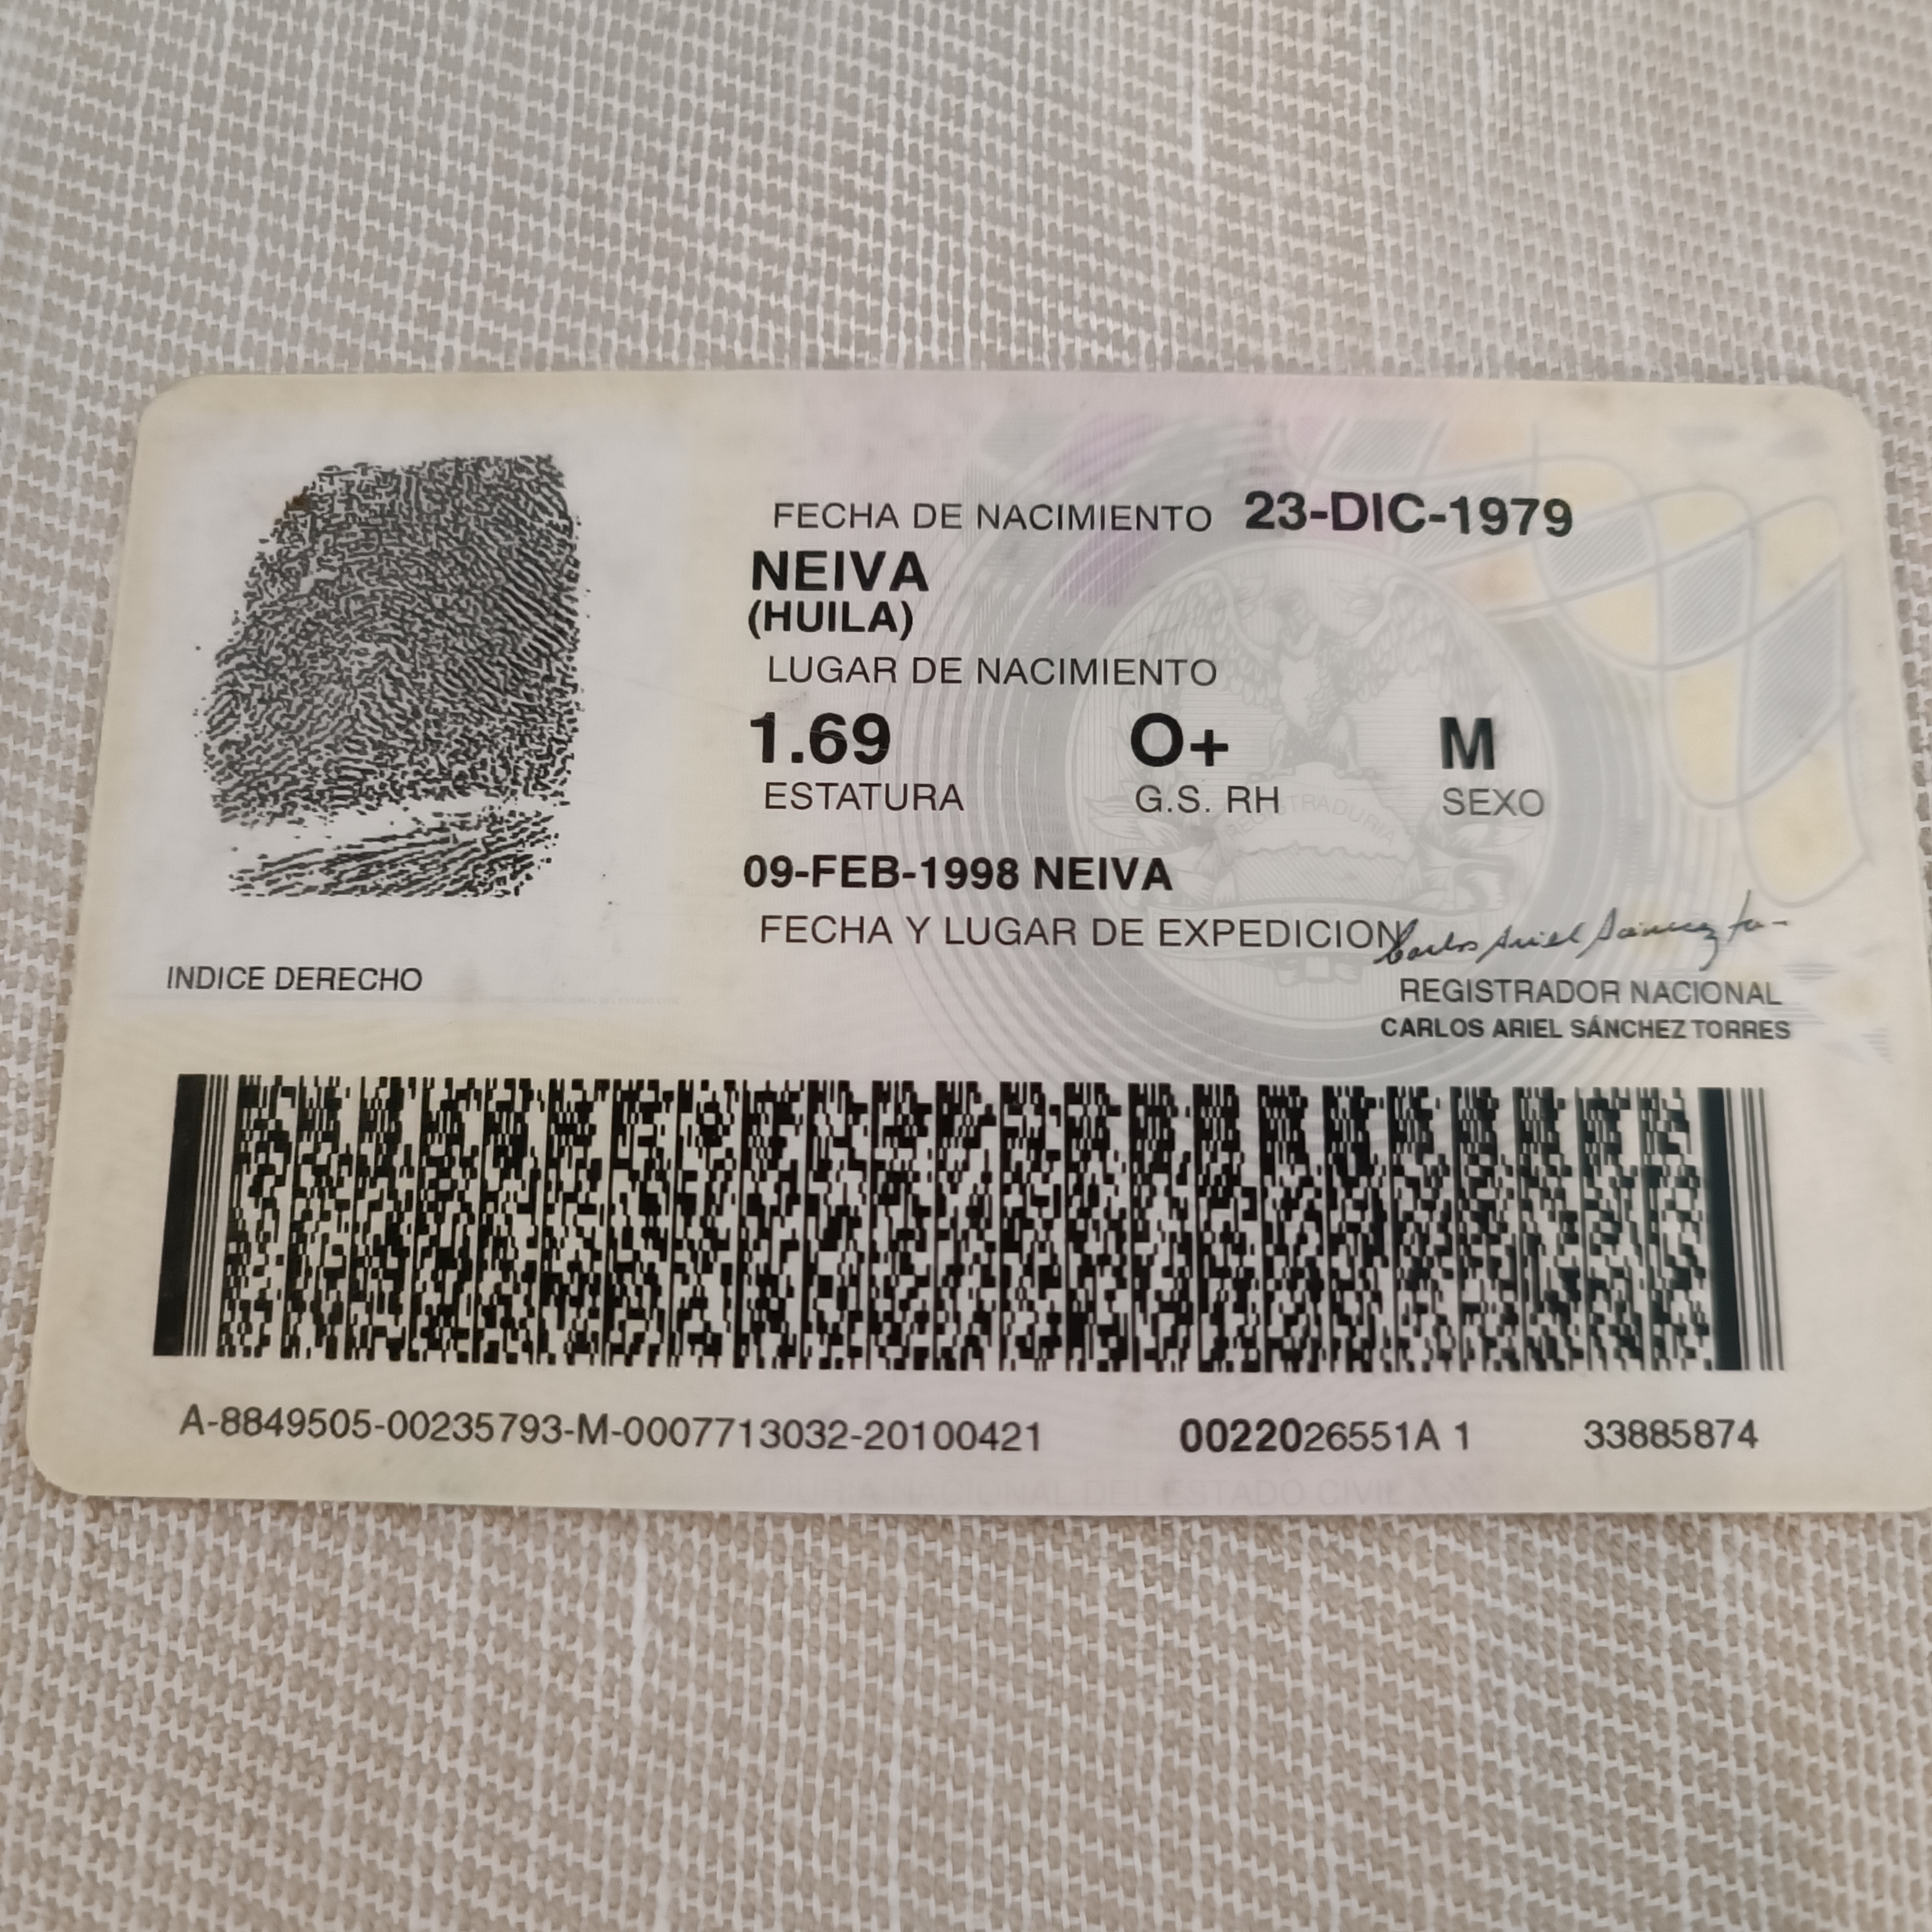 FECHA DE NACIMIENTO 23-DIC-1979
NEIVA
(HUILA)
LUGAR DE NACIMIENTO
1.69 O+ M
ESTATURA G.S. RH SEXO
09-FEB-1998 NEIVA
FECHA Y LUGAR DE EXPEDICION
Carlos Ariel Sánchez To-
INDICE DERECHO
REGISTRADOR NACIONAL
CARLOS ARIEL SÁNCHEZ TORRES
A-8849505-00235793-M-0007713032-20100421 0022026551A 1 33885874
REGISTRADURIA NACIONAL DEL ESTADO CIVIL